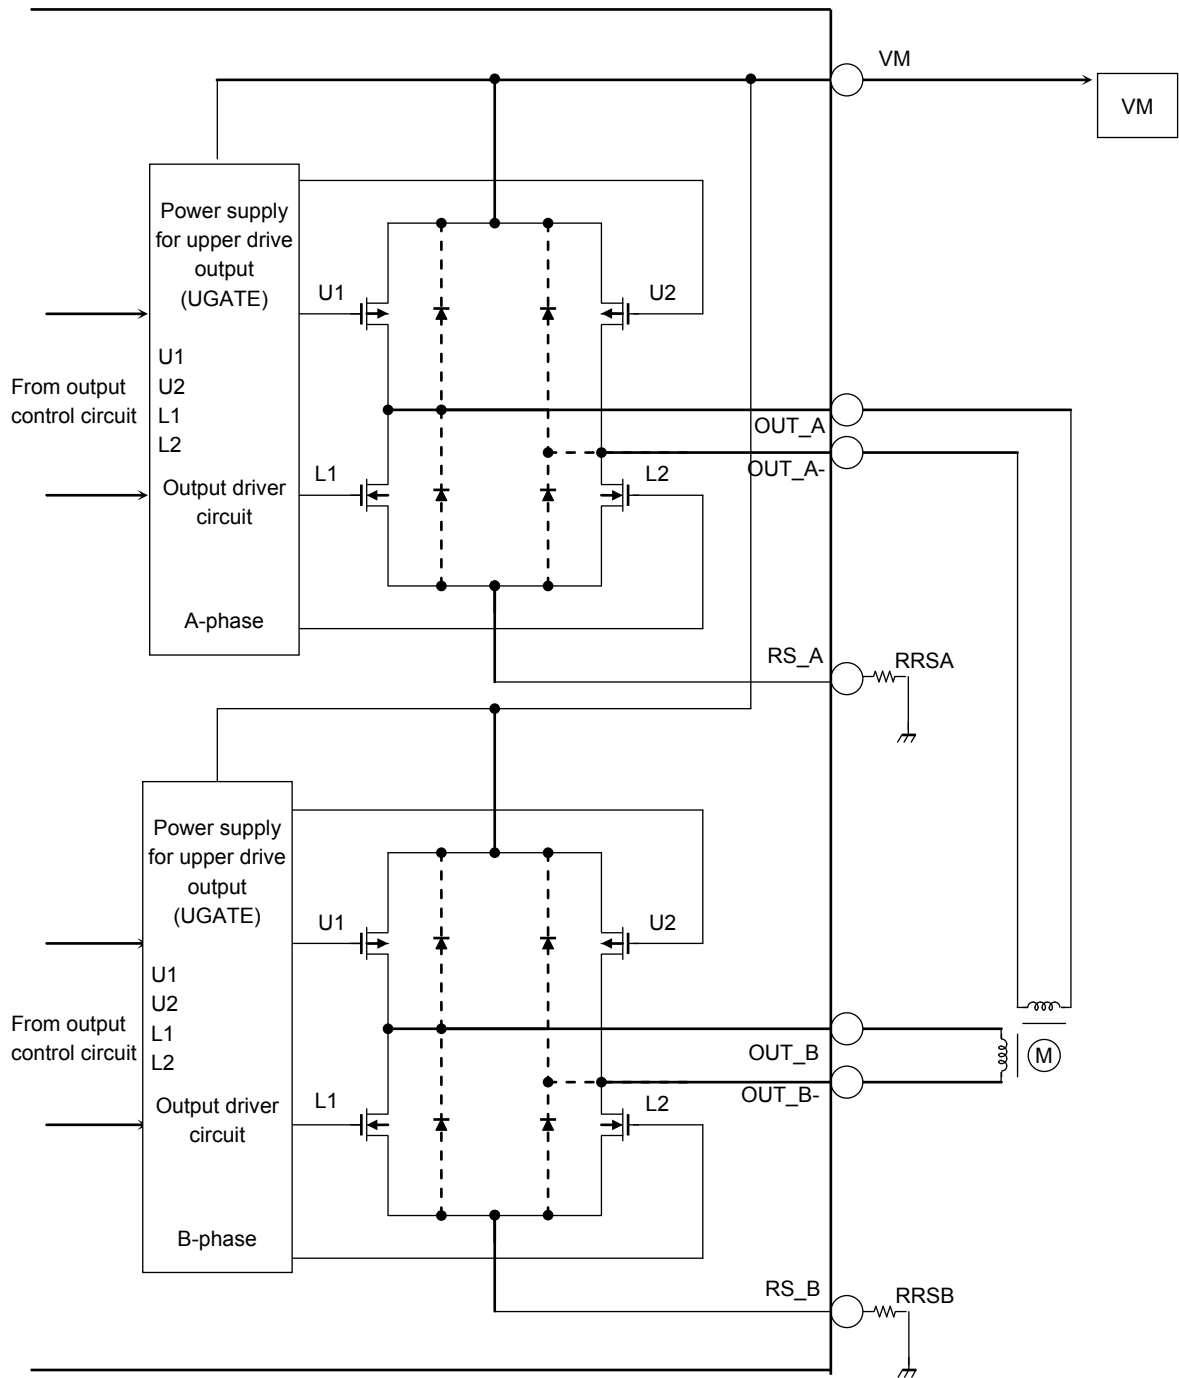 VM
VM
Power supply
for upper drive
output
(UGATE)
U1
U2
U1
U2
L1
L2
From output
control circuit
OUT_A
OUT_A-
L1
L2
Output driver
circuit
A-phase
RS_A
RRSA
Power supply
for upper drive
output
(UGATE)
U1
U2
U1
U2
L1
L2
From output
control circuit
OUT_B
OUT_B-
M
L1
L2
Output driver
circuit
B-phase
RS_B
RRSB